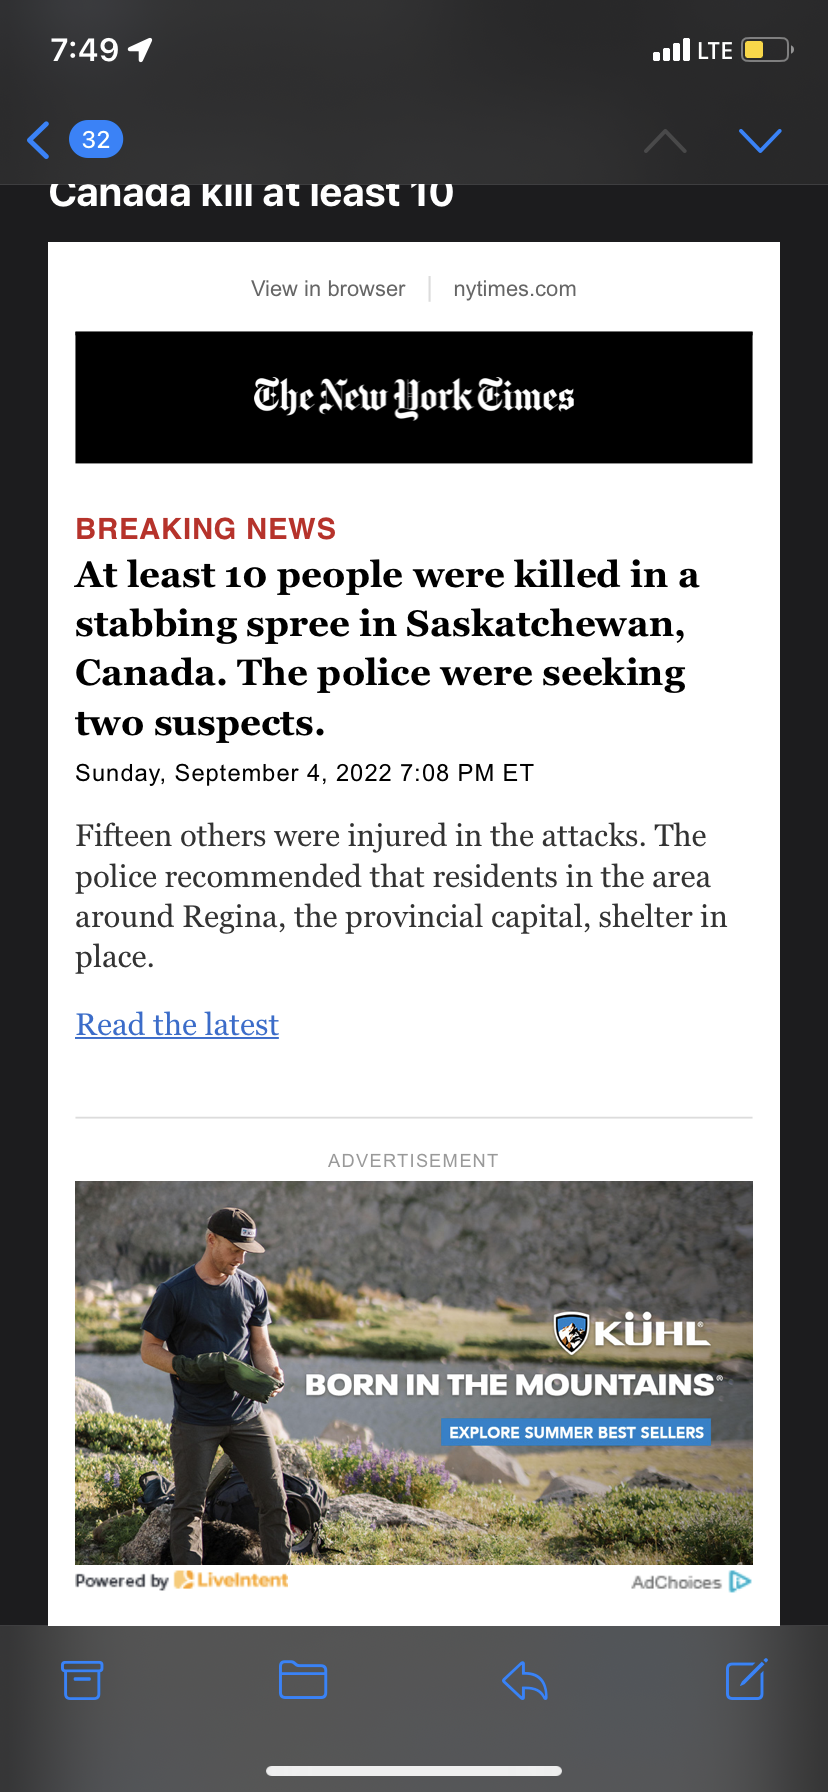 7:49
LTE
32
Canada kill at least 10
View in browser
nytimes.com
The New York Times
BREAKING NEWS
At least 10 people were killed in a
stabbing spree in Saskatchewan,
Canada. The police were seeking
two suspects.
Sunday, September 4, 2022 7:08 PM ET
Fifteen others were injured in the attacks. The
police recommended that residents in the area
around Regina, the provincial capital, shelter in
place.
Read the latest
ADVERTISEMENT
KÜHL®
BORN IN THE MOUNTAINS®
EXPLORE SUMMER BEST SELLERS
Powered by LiveIntent
AdChoices